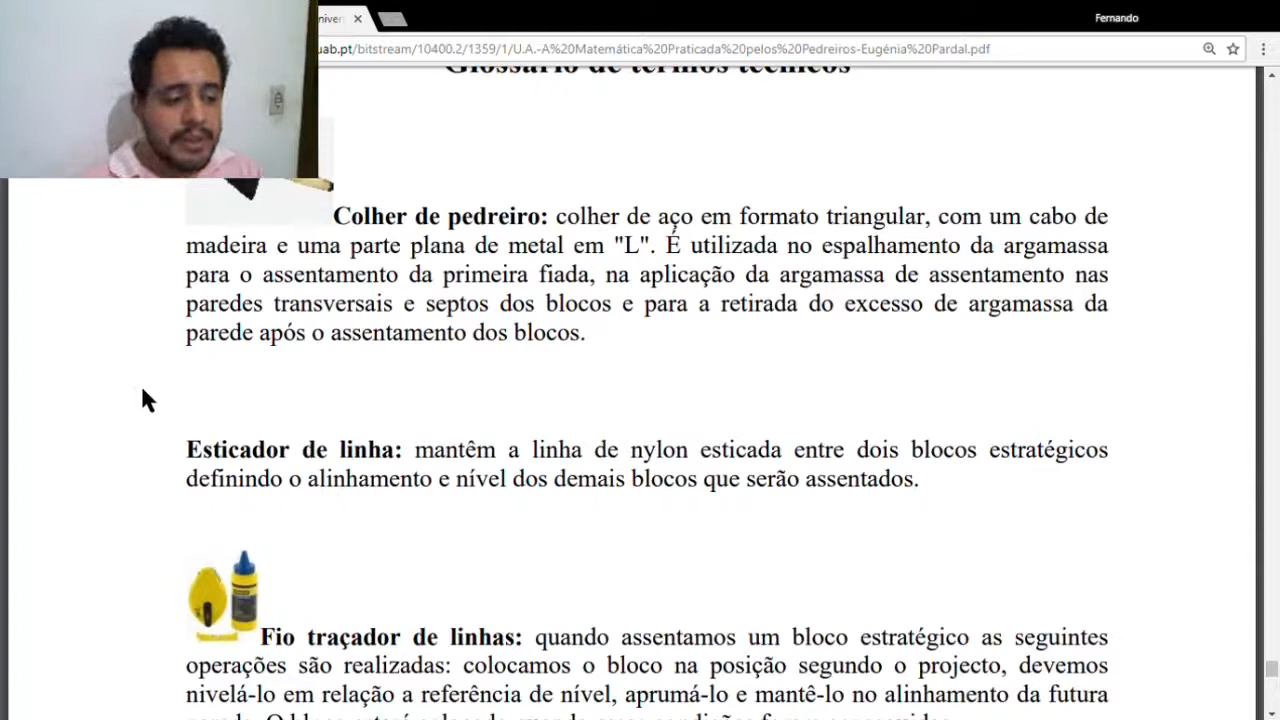 Fernando
uab.pt/bitstream/10400.2/1359/1/U.A.-A%20Matemática%20Praticada%20pelos%20Pedreiros-Eugénia%20Pardal.pdf
Glossário de termos técnicos
Colher de pedreiro: colher de aço em formato triangular, com um cabo de
madeira e uma parte plana de metal em "L". É utilizada no espalhamento da argamassa
para o assentamento da primeira fiada, na aplicação da argamassa de assentamento nas
paredes transversais e septos dos blocos e para a retirada do excesso de argamassa da
parede após o assentamento dos blocos.
Esticador de linha: mantêm a linha de nylon esticada entre dois blocos estratégicos
definindo o alinhamento e nível dos demais blocos que serão assentados.
Fio traçador de linhas: quando assentamos um bloco estratégico as seguintes
operações são realizadas: colocamos o bloco na posição segundo o projecto, devemos
nivelá-lo em relação a referência de nível, aprumá-lo e mantê-lo no alinhamento da futura